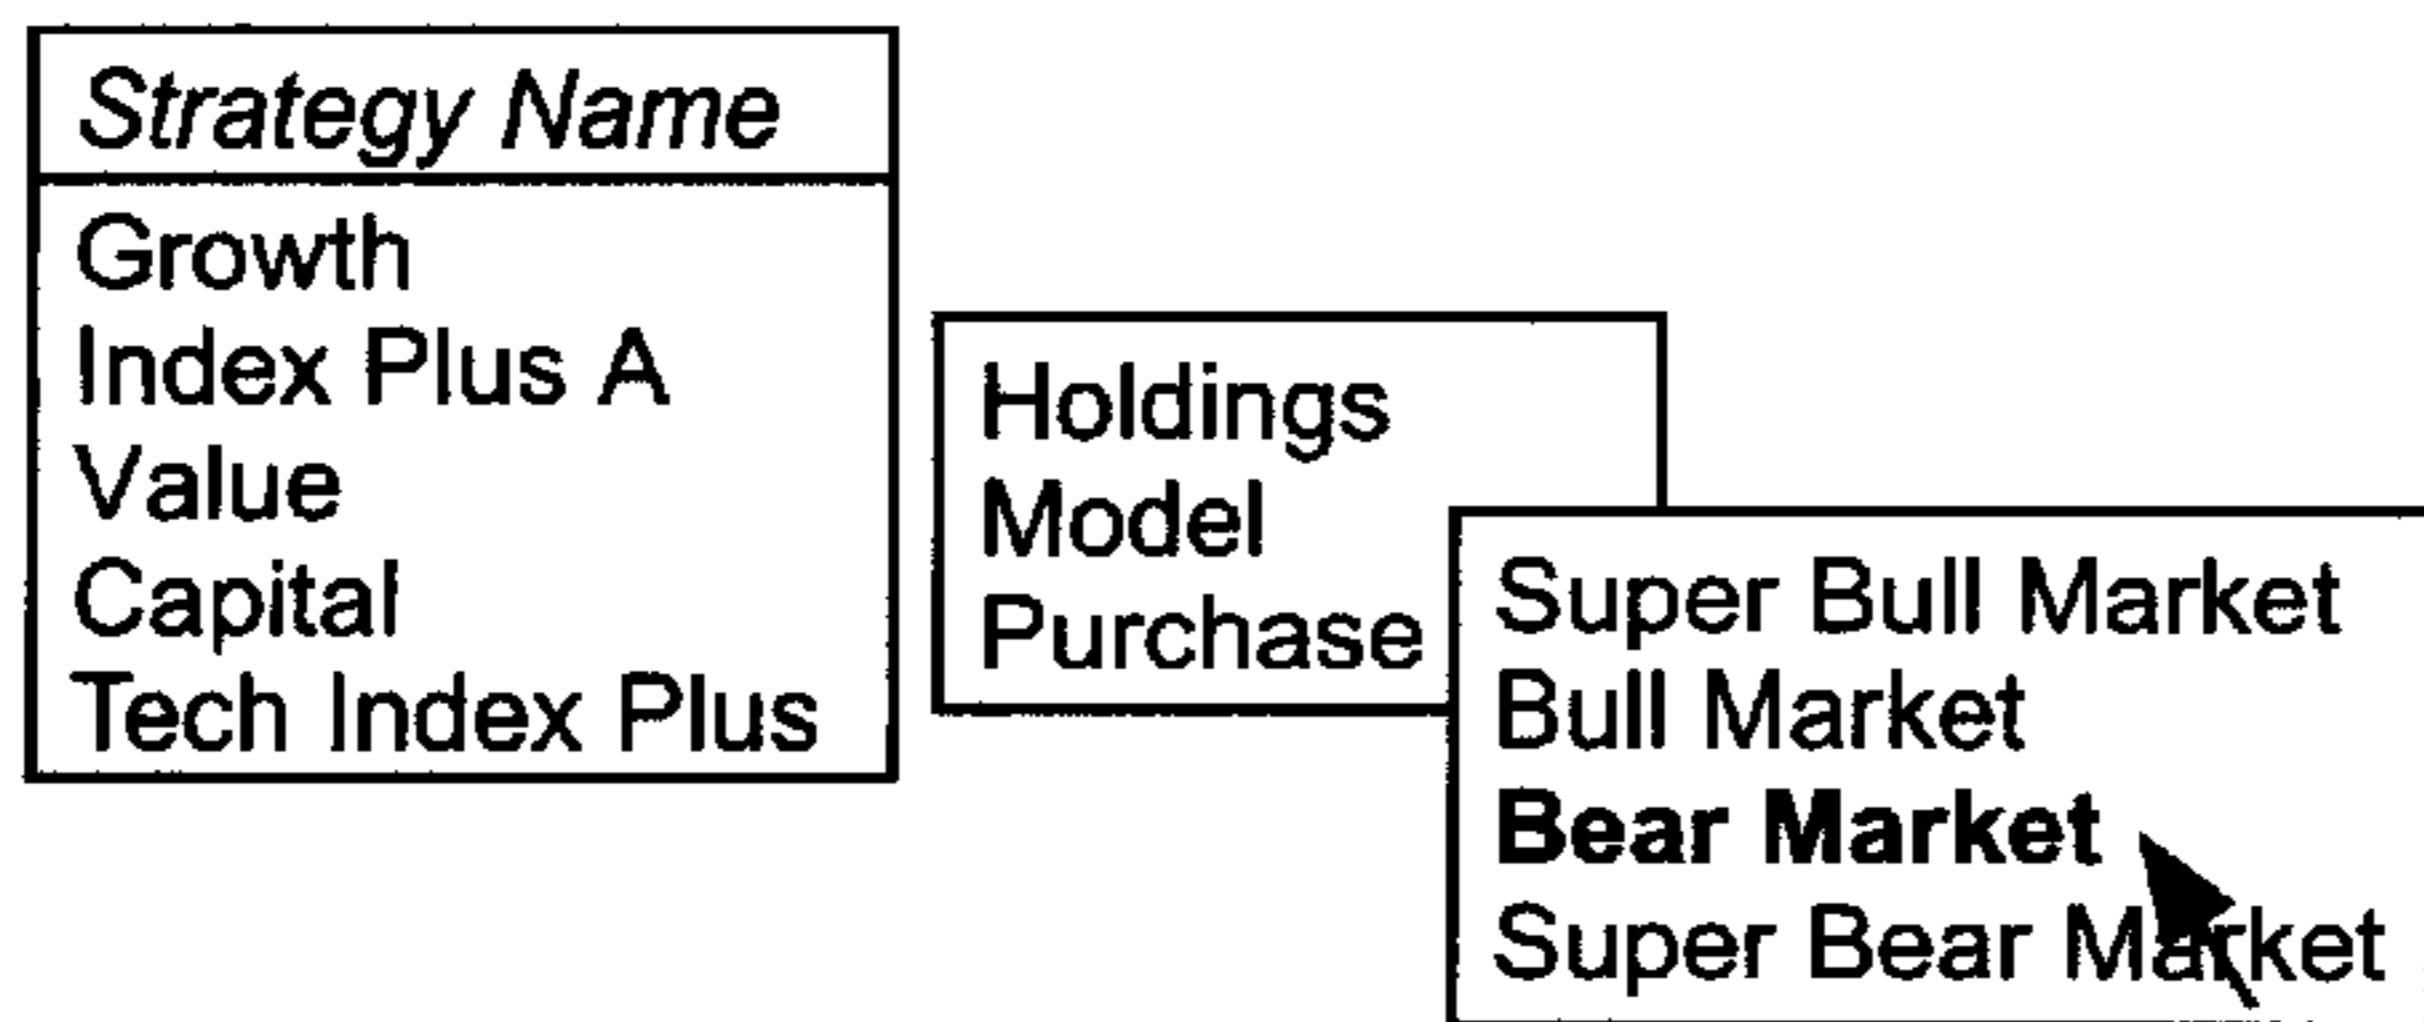 Strategy Name
Growth
Index Plus A
Value
Capital
Tech Index Plus
Holdings
Model
Purchase
Super Bull Market
Bull Market
Bear Market
Super Bear Market